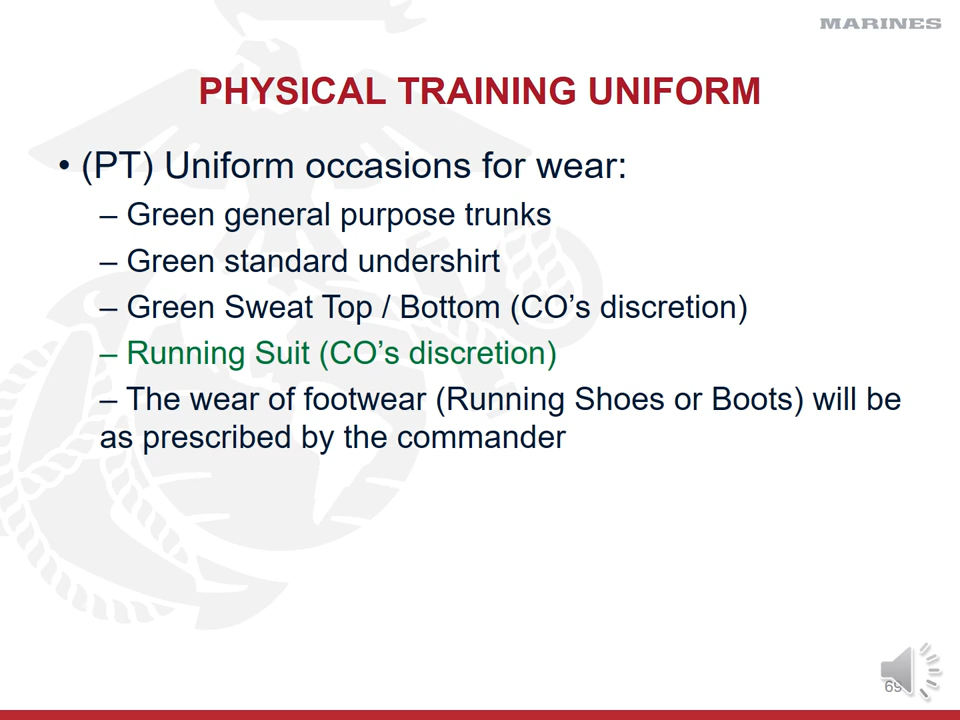 MARINES
PHYSICAL TRAINING UNIFORM
• (PT) Uniform occasions for wear:
– Green general purpose trunks
– Green standard undershirt
– Green Sweat Top / Bottom (CO’s discretion)
– Running Suit (CO’s discretion)
– The wear of footwear (Running Shoes or Boots) will be
as prescribed by the commander
69